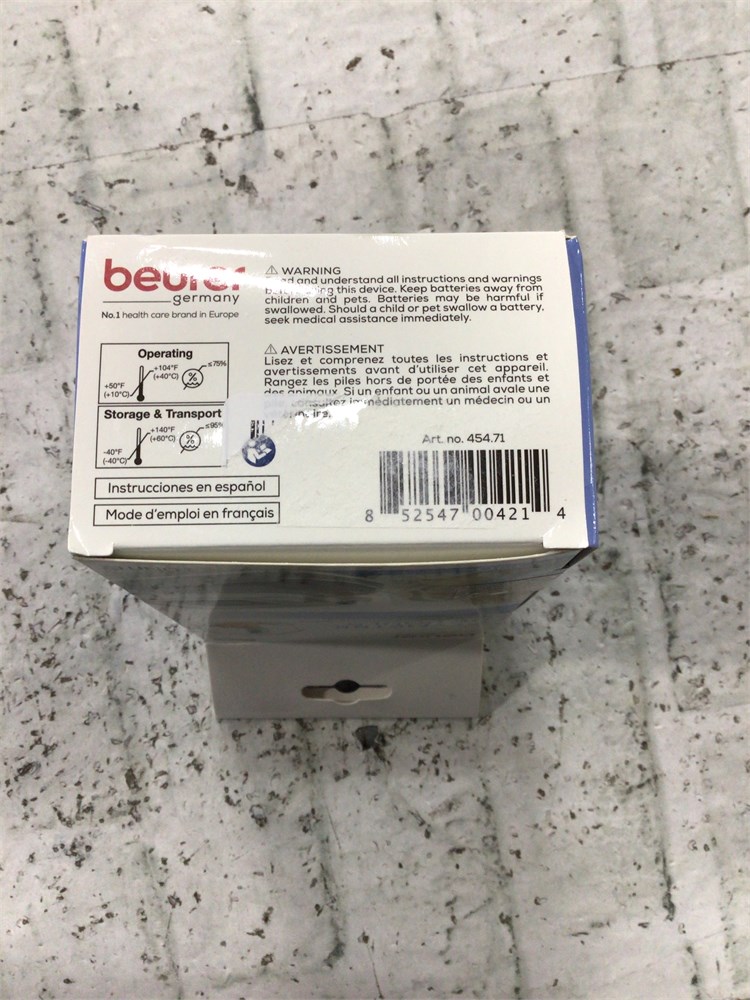 beurer
germany
No.1 health care brand in Europe
Operating
+104°F
(+40°C)
≤75%
%
+50°F
(+10°C)
Storage & Transport
+140°F
(+60°C)
≤95%
%
-40°F
(-40°C)
Instrucciones en español
Mode d'emploi en français
⚠ WARNING
and understand all instructions and warnings
this device. Keep batteries away from
children and pets. Batteries may be harmful if
swallowed. Should a child or pet swallow a battery,
seek medical assistance immediately.
⚠ AVERTISSEMENT
Lisez et comprenez toutes les instructions et
avertissements avant d'utiliser cet appareil.
Rangez les piles hors de portée des enfants et
des animaux. Si un enfant ou un animal avale une
consultez immédiatement un médecin ou un
Art. no. 454.71
8 52547 00421 4